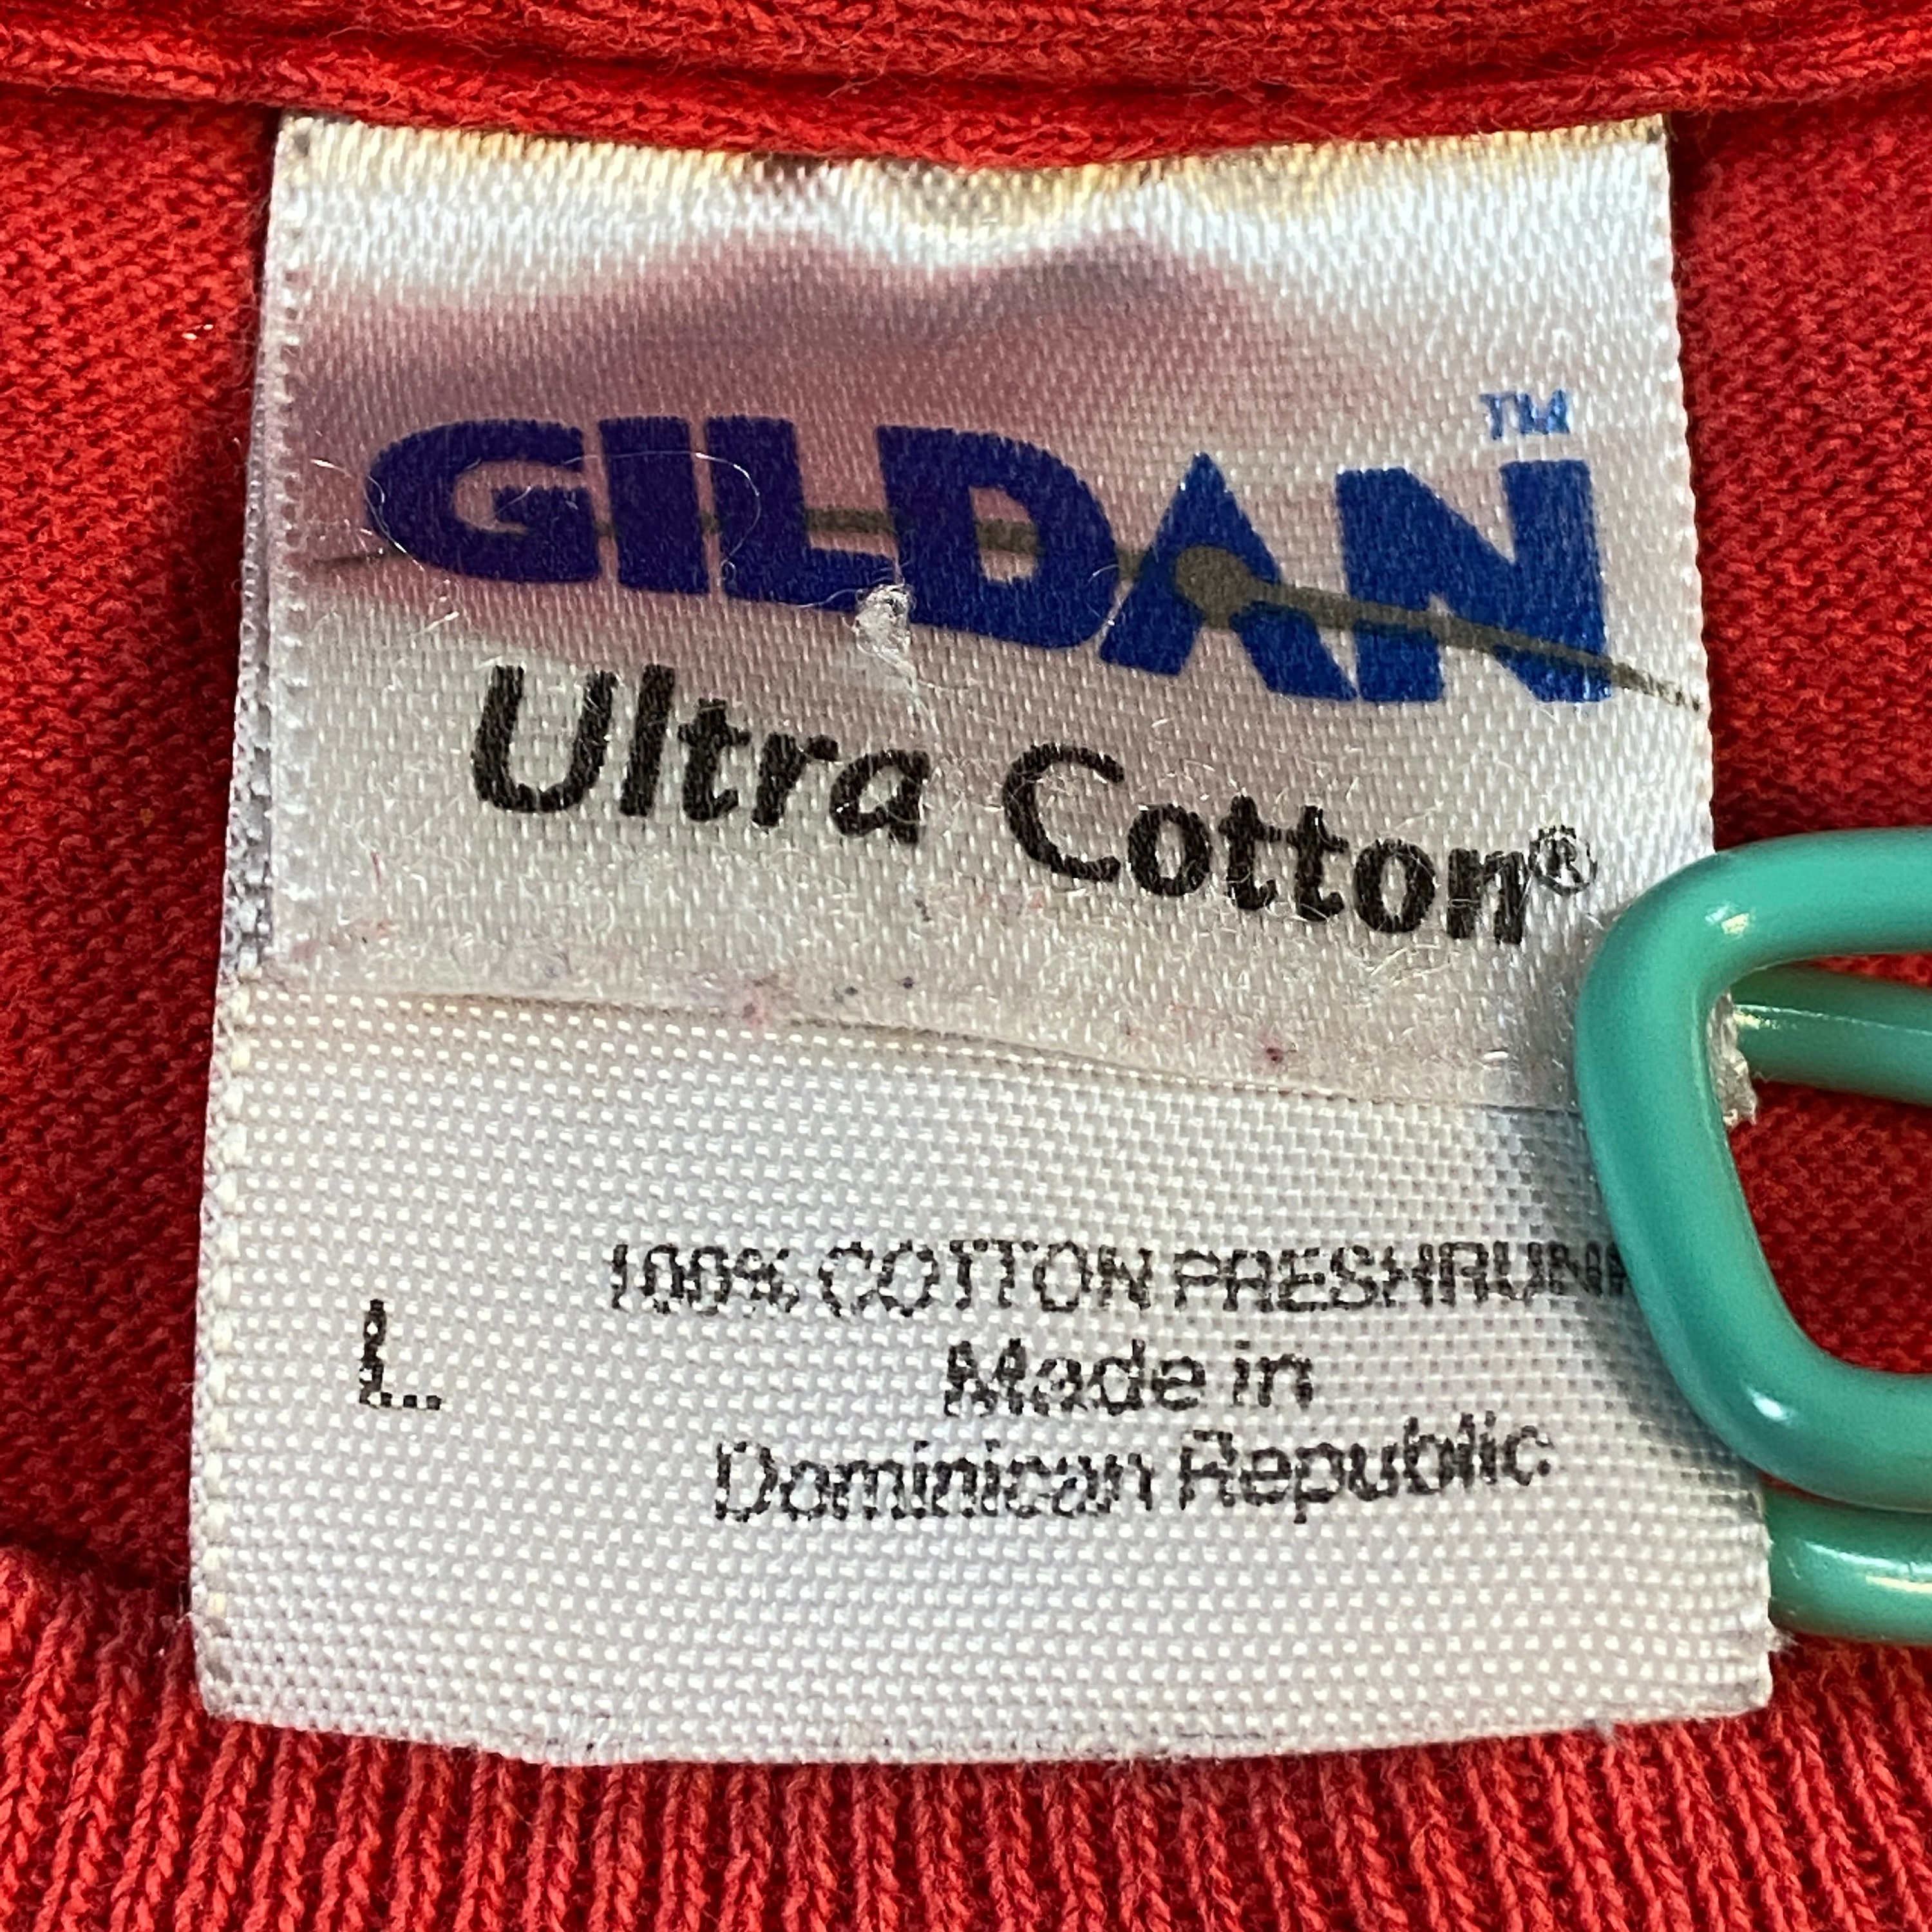 GILDAN™
Ultra Cotton®
100% COTTON PRESHRUNK
L
Made in
Dominican Republic